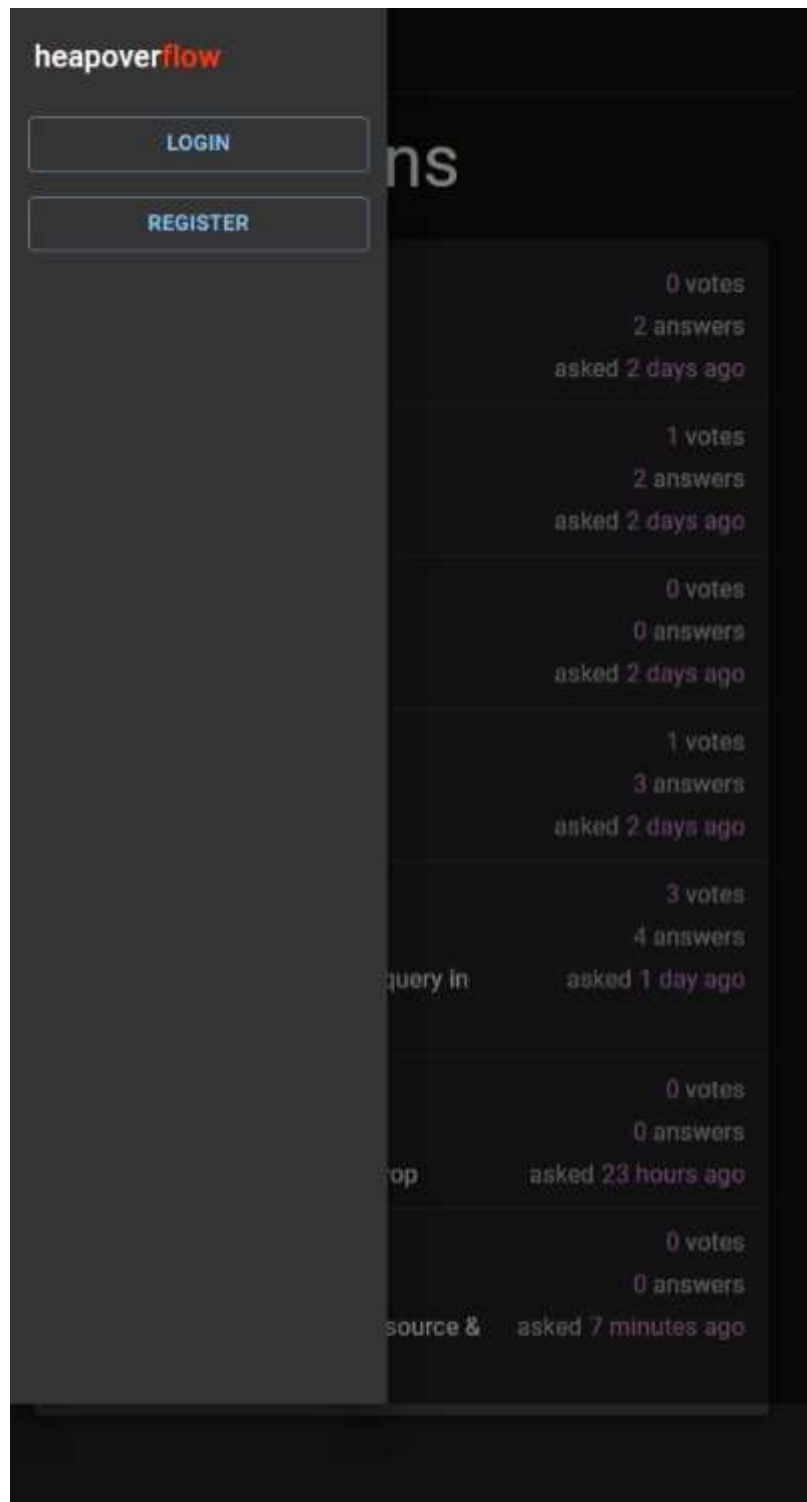 heapoverflow
LOGIN
REGISTER
ns
0 votes
2 answers
asked 2 days ago
1 votes
2 answers
asked 2 days ago
0 votes
0 answers
asked 2 days ago
1 votes
3 answers
asked 2 days ago
3 votes
4 answers
query in asked 1 day ago
0 votes
0 answers
rop asked 23 hours ago
0 votes
0 answers
source & asked 7 minutes ago